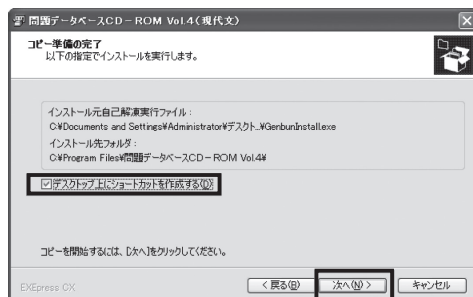 問題データベースCD－ROM Vol.4（現代文）
コピー準備の完了
以下の指定でインストールを実行します。
インストール元自己解凍実行ファイル：
C:¥Documents and Settings¥Administrator¥デスクト...¥GenbunInstall.exe
インストール先フォルダ：
C:¥Program Files¥問題データベースCD－ROM Vol.4¥
デスクトップ上にショートカットを作成する(D)
コピーを開始するには、[次へ]をクリックしてください。
EXEpress CX
< 戻る(B)
次へ(N) >
キャンセル